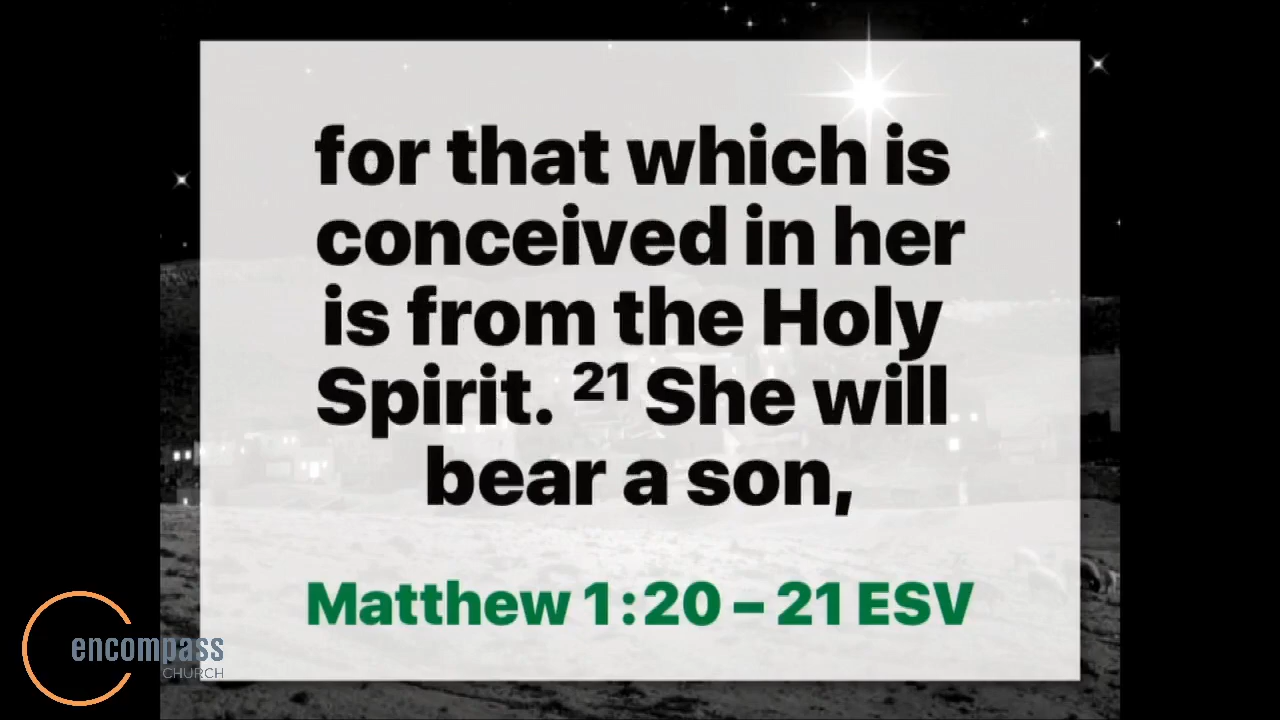 for that which is
conceived in her
is from the Holy
Spirit. ²¹ She will
bear a son,
Matthew 1:20 – 21 ESV
encompass
CHURCH